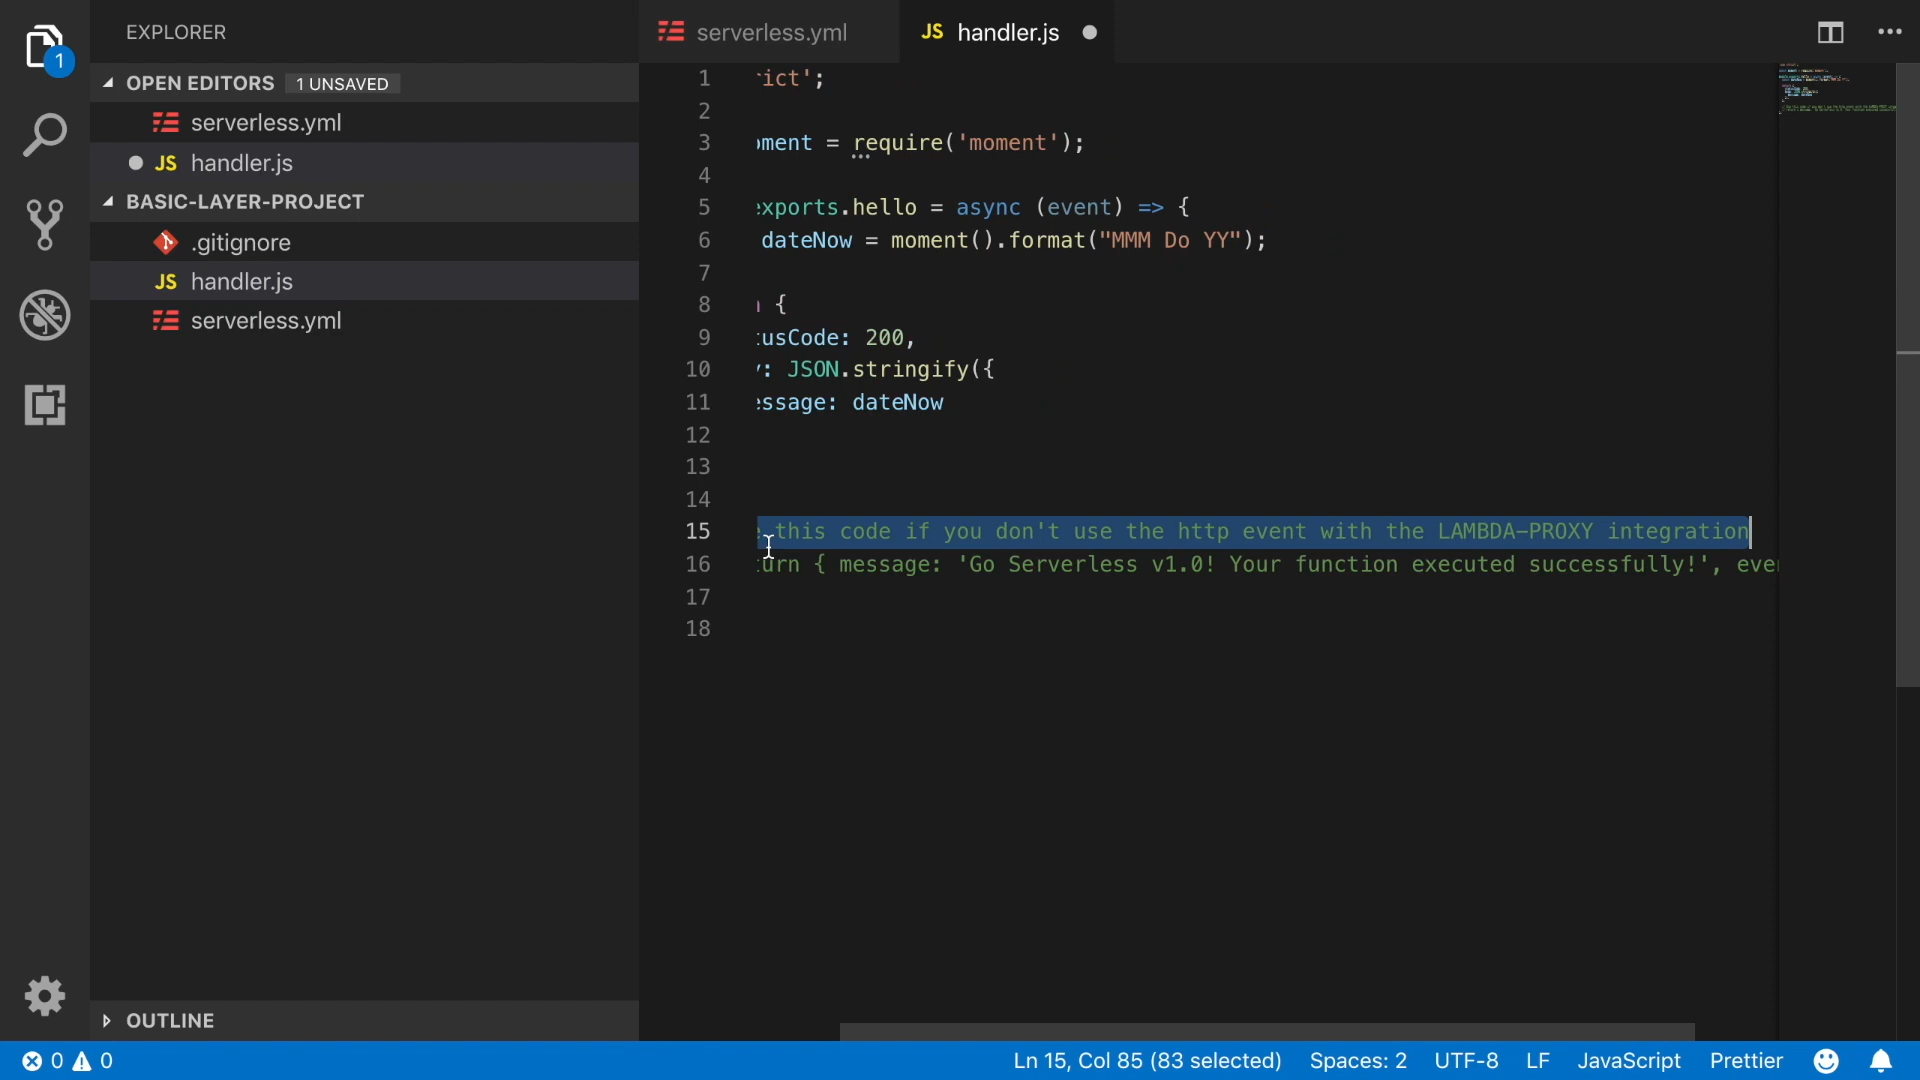 1
EXPLORER
OPEN EDITORS 1 UNSAVED
serverless.yml
JS handler.js
BASIC-LAYER-PROJECT
.gitignore
JS handler.js
serverless.yml
OUTLINE
serverless.yml
JS handler.js
1 ict';
2
3 ment = require('moment');
4
5 xports.hello = async (event) => {
6 dateNow = moment().format("MMM Do YY");
7
8 {
9 usCode: 200,
10 : JSON.stringify({
11 ssage: dateNow
12
13
14
15 this code if you don't use the http event with the LAMBDA-PROXY integration
16 urn { message: 'Go Serverless v1.0! Your function executed successfully!', eve
17
18
0 0 Ln 15, Col 85 (83 selected) Spaces: 2 UTF-8 LF JavaScript Prettier